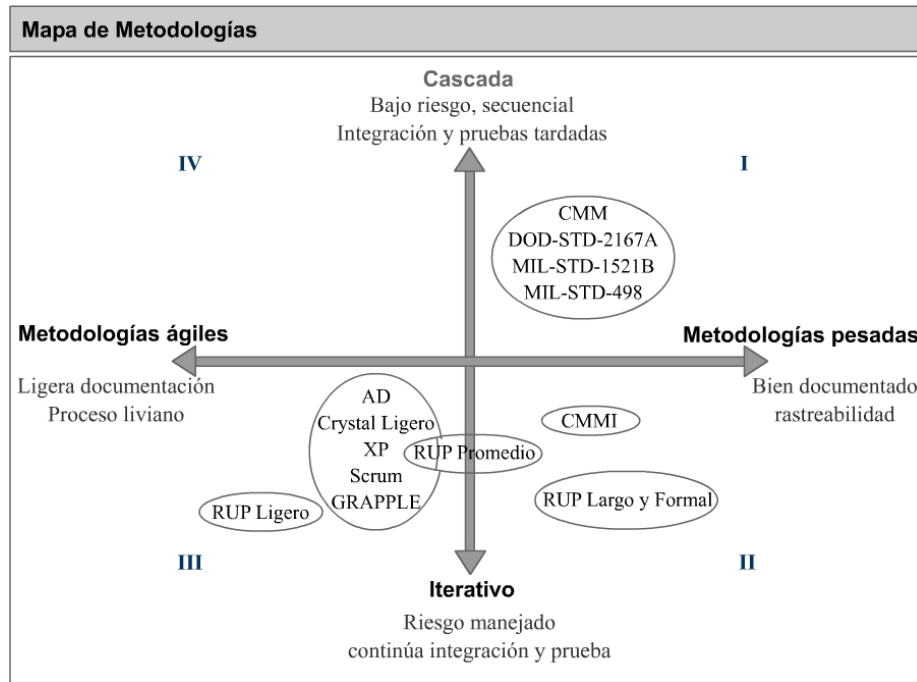 Mapa de Metodologías
Cascada
Bajo riesgo, secuencial
Integración y pruebas tardadas
IV
I
CMM
DOD-STD-2167A
MIL-STD-1521B
MIL-STD-498
Metodologías ágiles
Metodologías pesadas
Ligera documentación
Proceso liviano
Bien documentado
rastreabilidad
AD
Crystal Ligero
XP
Scrum
GRAPPLE
RUP Promedio
CMMI
RUP Ligero
RUP Largo y Formal
III
II
Iterativo
Riesgo manejado
continúa integración y prueba